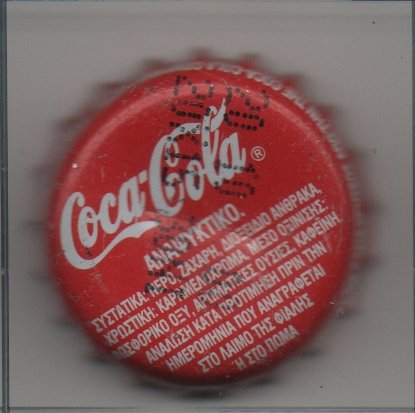 Coca-Cola®
ΑΝΑΨΥΚΤΙΚΟ.
ΣΥΣΤΑΤΙΚΑ: ΝΕΡΟ, ΖΑΧΑΡΗ, ΔΙΟΞΕΙΔΙΟ ΑΝΘΡΑΚΑ,
ΧΡΩΣΤΙΚΗ: ΚΑΡΑΜΕΛΟΧΡΩΜΑ, ΜΕΣΟ ΟΞΙΝΙΣΗΣ:
ΦΩΣΦΟΡΙΚΟ ΟΞΥ, ΑΡΩΜΑΤΙΚΕΣ ΟΥΣΙΕΣ, ΚΑΦΕΪΝΗ.
ΑΝΑΛΩΣΗ ΚΑΤΑ ΠΡΟΤΙΜΗΣΗ ΠΡΙΝ ΤΗΝ
ΗΜΕΡΟΜΗΝΙΑ ΠΟΥ ΑΝΑΓΡΑΦΕΤΑΙ
ΣΤΟ ΛΑΙΜΟ ΤΗΣ ΦΙΑΛΗΣ
Ή ΣΤΟ ΠΩΜΑ